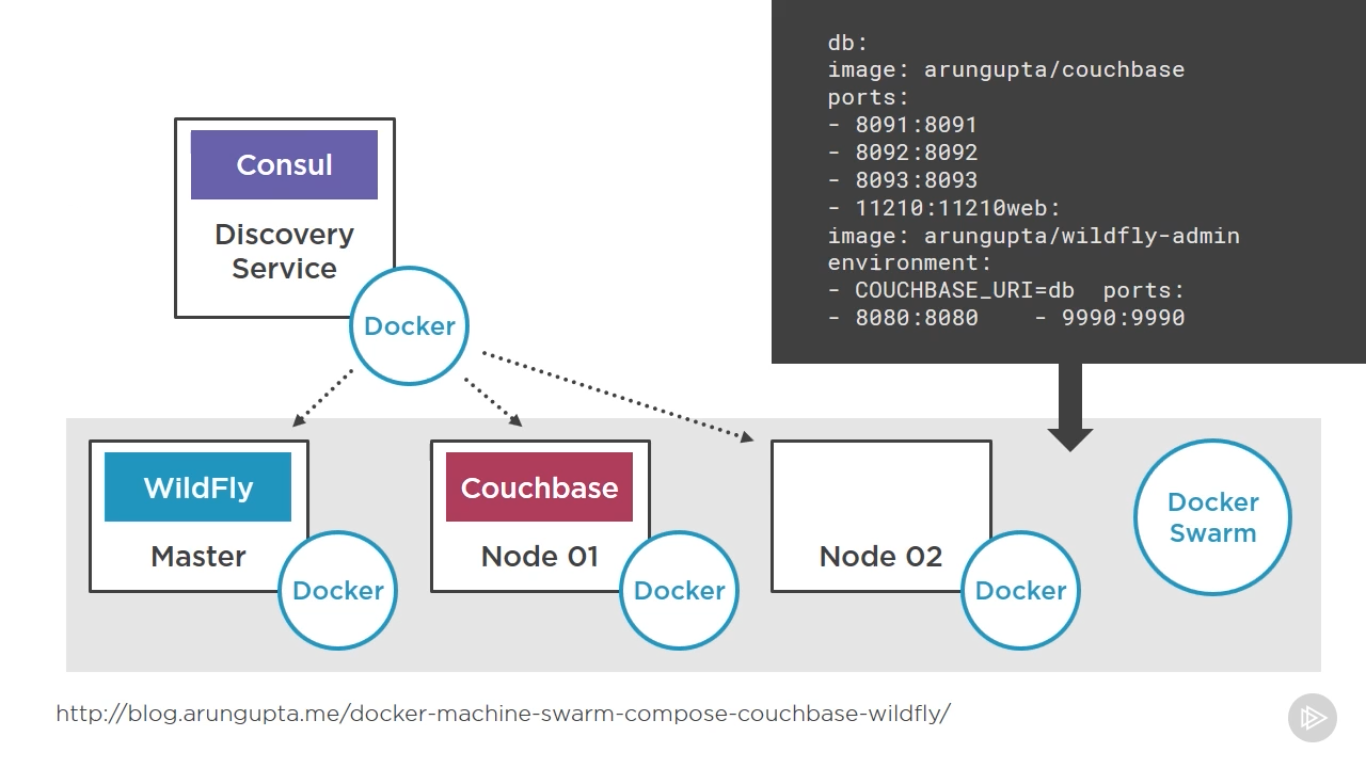 db:
image: arungupta/couchbase
ports:
- 8091:8091
- 8092:8092
- 8093:8093
- 11210:11210web:
image: arungupta/wildfly-admin
environment:
- COUCHBASE_URI=db  ports:
- 8080:8080    - 9990:9990
Consul
Discovery
Service
Docker
WildFly
Master
Docker
Couchbase
Node 01
Docker
Node 02
Docker
Docker
Swarm
http://blog.arungupta.me/docker-machine-swarm-compose-couchbase-wildfly/